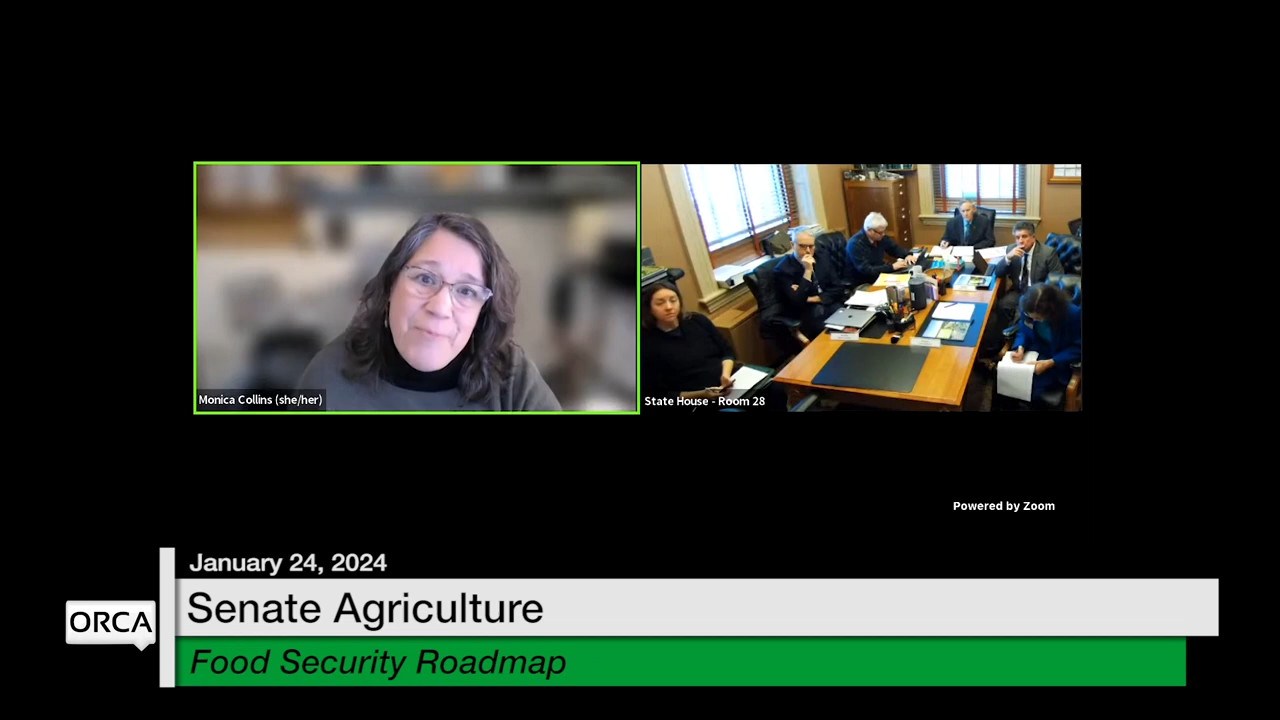 Monica Collins (she/her)
State House - Room 28
Powered by Zoom
January 24, 2024
Senate Agriculture
ORCA
Food Security Roadmap